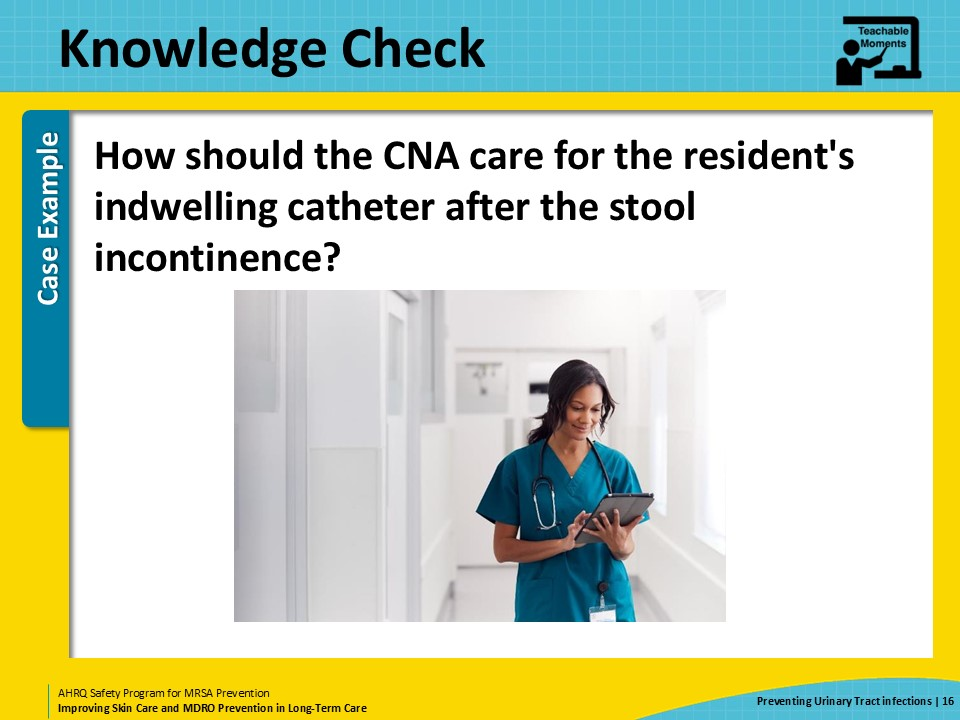 Knowledge Check
Teachable
Moments
Case Example
How should the CNA care for the resident's
indwelling catheter after the stool
incontinence?
AHRQ Safety Program for MRSA Prevention
Improving Skin Care and MDRO Prevention in Long-Term Care
Preventing Urinary Tract infections | 16